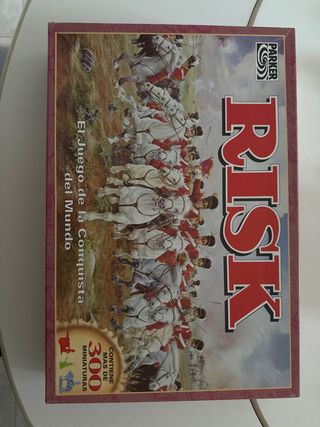 PARKER
RISK
El Juego de la Conquista
del Mundo
CONTIENE
MÁS DE
300
MINIATURAS